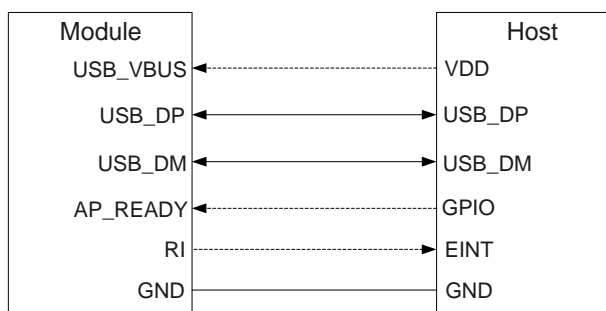 Module Host
USB_VBUS VDD
USB_DP USB_DP
USB_DM USB_DM
AP_READY GPIO
RI EINT
GND GND